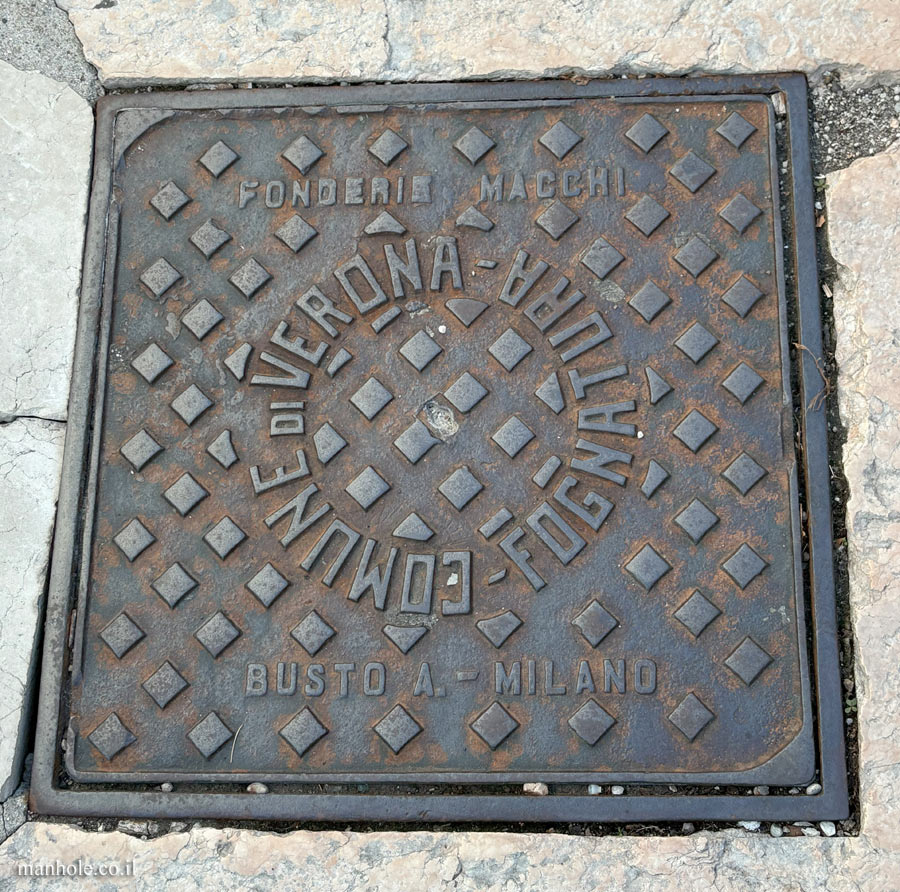 FONDERIE MACCHI
COMUNE DI VERONA - FOGNATURA -
BUSTO A. - MILANO
manhole.co.il